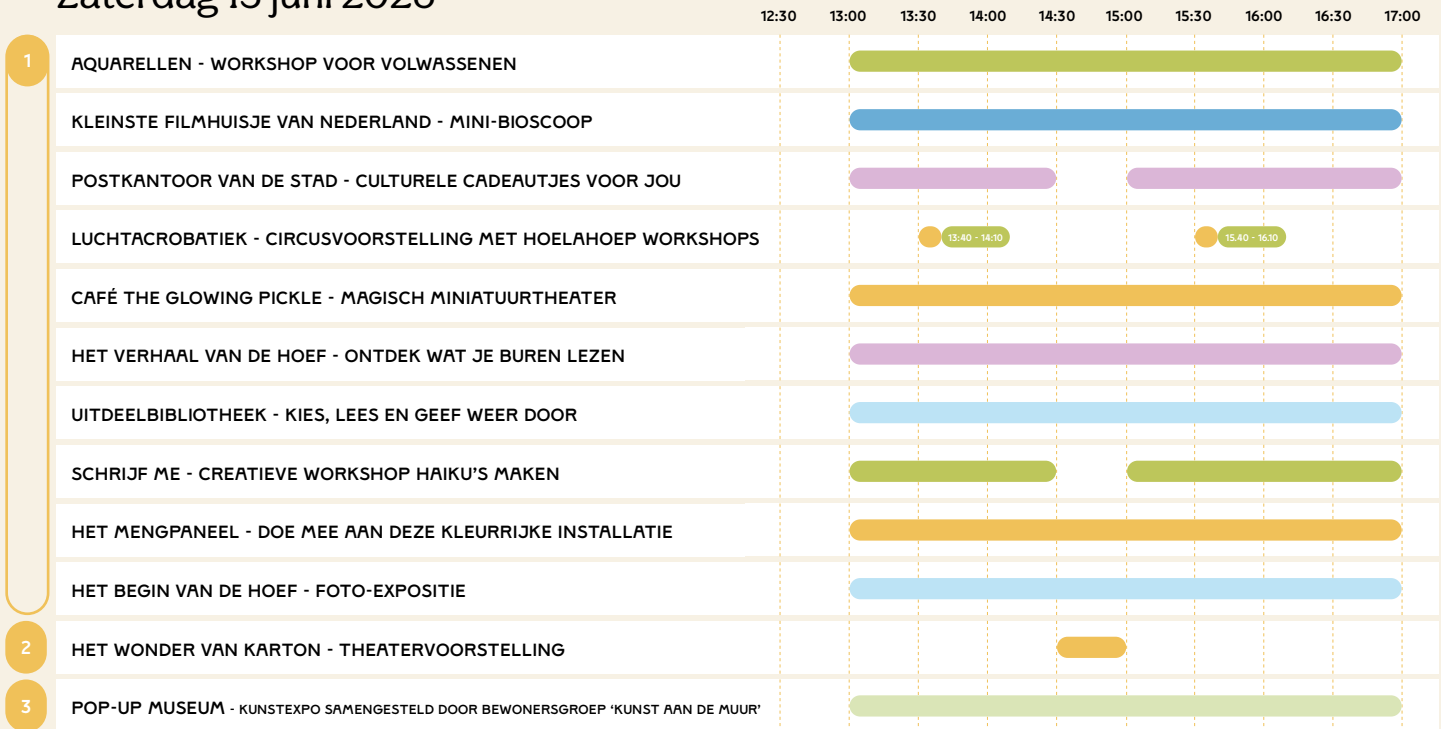 Zaterdag 13 juni 2026
12:30 13:00 13:30 14:00 14:30 15:00 15:30 16:00 16:30 17:00
1
AQUARELLEN - WORKSHOP VOOR VOLWASSENEN
KLEINSTE FILMHUISJE VAN NEDERLAND - MINI-BIOSCOOP
POSTKANTOOR VAN DE STAD - CULTURELE CADEAUTJES VOOR JOU
LUCHTACROBATIEK - CIRCUSVOORSTELLING MET HOELAHOEP WORKSHOPS 13:40 - 14:10 15.40 - 16.10
CAFÉ THE GLOWING PICKLE - MAGISCH MINIATUURTHEATER
HET VERHAAL VAN DE HOEF - ONTDEK WAT JE BUREN LEZEN
UITDEELBIBLIOTHEEK - KIES, LEES EN GEEF WEER DOOR
SCHRIJF ME - CREATIEVE WORKSHOP HAIKU’S MAKEN
HET MENGPANEEL - DOE MEE AAN DEZE KLEURRIJKE INSTALLATIE
HET BEGIN VAN DE HOEF - FOTO-EXPOSITIE
2 HET WONDER VAN KARTON - THEATERVOORSTELLING
3 POP-UP MUSEUM - KUNSTEXPO SAMENGESTELD DOOR BEWONERSGROEP ‘KUNST AAN DE MUUR’